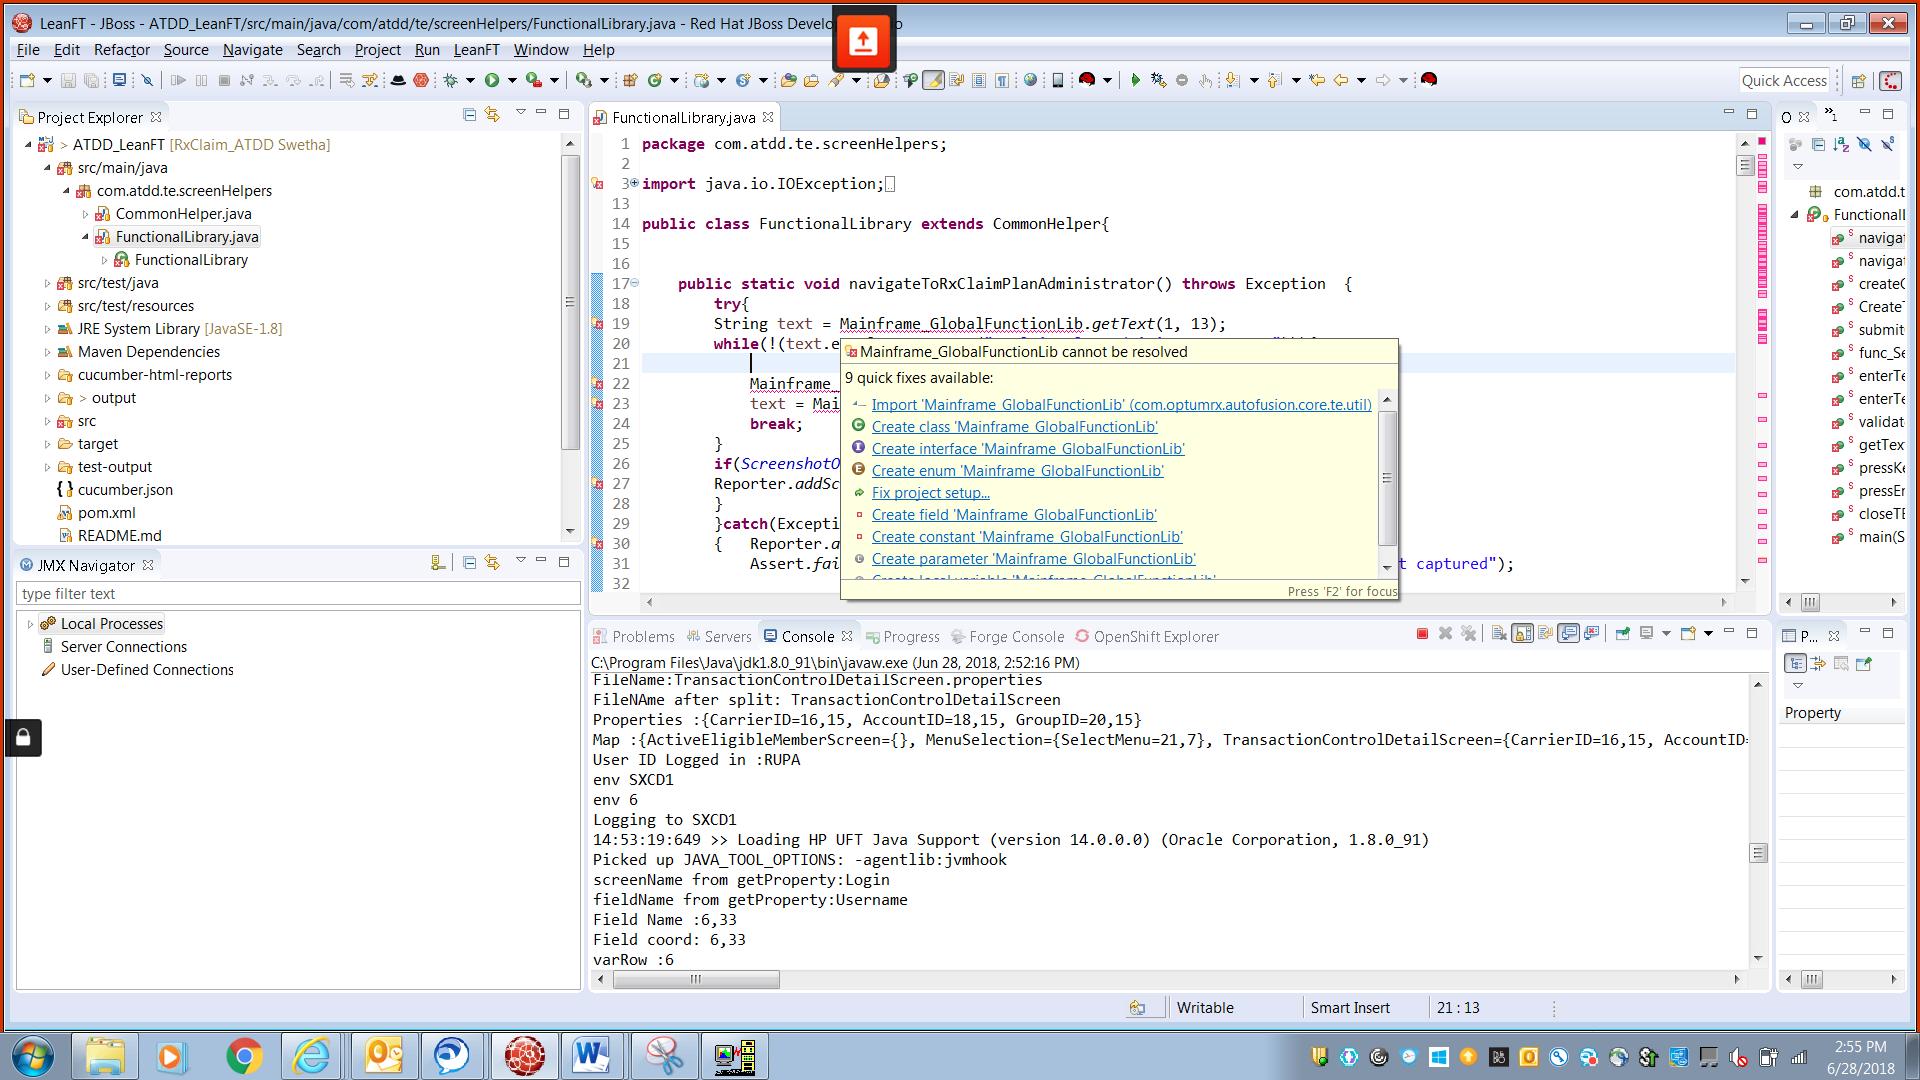 LeanFT - JBoss - ATDD_LeanFT/src/main/java/com/atdd/te/screenHelpers/FunctionalLibrary.java - Red Hat JBoss Develo
File Edit Refactor Source Navigate Search Project Run LeanFT Window Help
Quick Access
Project Explorer
> ATDD_LeanFT [RxClaim_ATDD Swetha]
src/main/java
com.atdd.te.screenHelpers
CommonHelper.java
FunctionalLibrary.java
FunctionalLibrary
src/test/java
src/test/resources
JRE System Library [JavaSE-1.8]
Maven Dependencies
cucumber-html-reports
> output
src
target
test-output
cucumber.json
pom.xml
README.md
JMX Navigator
type filter text
Local Processes
Server Connections
User-Defined Connections
FunctionalLibrary.java
1 package com.atdd.te.screenHelpers;
2
3 import java.io.IOException;
13
14 public class FunctionalLibrary extends CommonHelper{
15
16
17 public static void navigateToRxClaimPlanAdministrator() throws Exception {
18 try{
19 String text = Mainframe_GlobalFunctionLib.getText(1, 13);
20 while(!(text.e
21
22 Mainframe_
23 text = Mai
24 break;
25 }
26 if(ScreenshotO
27 Reporter.addSc
28 }
29 }catch(Excepti
30 { Reporter.a
31 Assert.fai t captured");
32
Mainframe_GlobalFunctionLib cannot be resolved
9 quick fixes available:
Import 'Mainframe_GlobalFunctionLib' (com.optumrx.autofusion.core.te.util)
Create class 'Mainframe_GlobalFunctionLib'
Create interface 'Mainframe_GlobalFunctionLib'
Create enum 'Mainframe_GlobalFunctionLib'
Fix project setup...
Create field 'Mainframe_GlobalFunctionLib'
Create constant 'Mainframe_GlobalFunctionLib'
Create parameter 'Mainframe_GlobalFunctionLib'
Create local variable 'Mainframe_GlobalFunctionLib'
Press 'F2' for focus
com.atdd.t
Functionall
navigat
navigat
createC
CreateT
submit
func_Se
enterTe
enterTe
validat
getTex
pressKe
pressEn
closeTE
main(S
Problems Servers Console Progress Forge Console OpenShift Explorer
C:\Program Files\Java\jdk1.8.0_91\bin\javaw.exe (Jun 28, 2018, 2:52:16 PM)
FileName:TransactionControlDetailScreen.properties
FileNAme after split: TransactionControlDetailScreen
Properties :{CarrierID=16,15, AccountID=18,15, GroupID=20,15}
Map :{ActiveEligibleMemberScreen={}, MenuSelection={SelectMenu=21,7}, TransactionControlDetailScreen={CarrierID=16,15, AccountID=
User ID Logged in :RUPA
env SXCD1
env 6
Logging to SXCD1
14:53:19:649 >> Loading HP UFT Java Support (version 14.0.0.0) (Oracle Corporation, 1.8.0_91)
Picked up JAVA_TOOL_OPTIONS: -agentlib:jvmhook
screenName from getProperty:Login
fieldName from getProperty:Username
Field Name :6,33
Field coord: 6,33
varRow :6
P...
Property
Writable Smart Insert 21 : 13
2:55 PM
6/28/2018